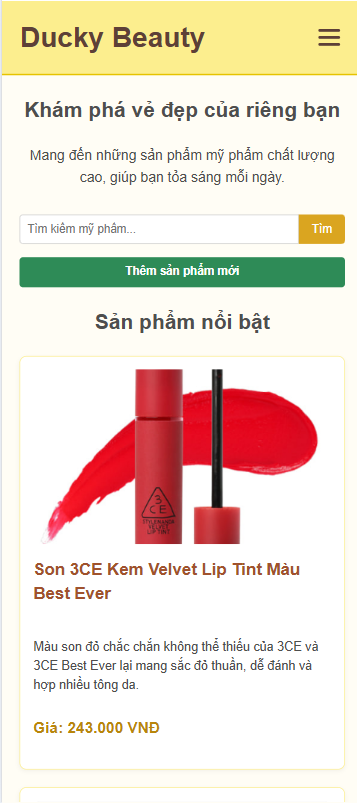 Ducky Beauty
Khám phá vẻ đẹp của riêng bạn
Mang đến những sản phẩm mỹ phẩm chất lượng
cao, giúp bạn tỏa sáng mỗi ngày.
Tìm kiếm mỹ phẩm...
Tìm
Thêm sản phẩm mới
Sản phẩm nổi bật
3
CE
STYLENANDA
VELVET
LIP TINT
Son 3CE Kem Velvet Lip Tint Màu
Best Ever
Màu son đỏ chắc chắn không thể thiếu của 3CE và
3CE Best Ever lại mang sắc đỏ thuần, dễ đánh và
hợp nhiều tông da.
Giá: 243.000 VNĐ